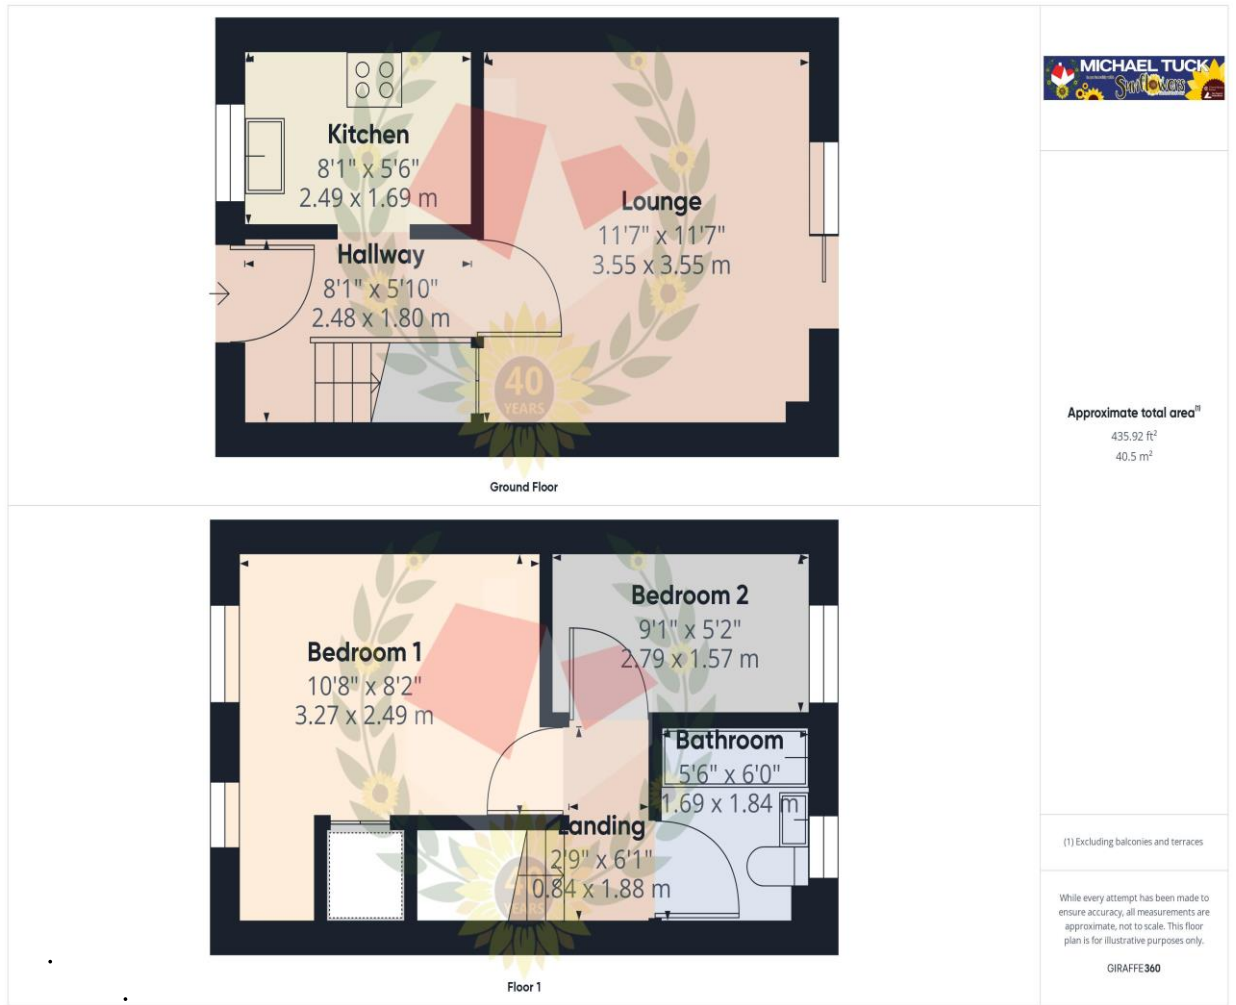 Kitchen
8'1" x 5'6"
2.49 x 1.69 m
Lounge
11'7" x 11'7"
3.55 x 3.55 m
Hallway
8'1" x 5'10"
2.48 x 1.80 m
40
YEARS
Ground Floor
Bedroom 1
10'8" x 8'2"
3.27 x 2.49 m
Bedroom 2
9'1" x 5'2"
2.79 x 1.57 m
Bathroom
5'6" x 6'0"
1.69 x 1.84 m
Landing
2'9" x 6'1"
0.84 x 1.88 m
YEARS
Floor 1
MICHAEL TUCK
Sunflowers
Approximate total area(1)
435.92 ft²
40.5 m²
(1) Excluding balconies and terraces
While every attempt has been made to
ensure accuracy, all measurements are
approximate, not to scale. This floor
plan is for illustrative purposes only.
GIRAFFE360